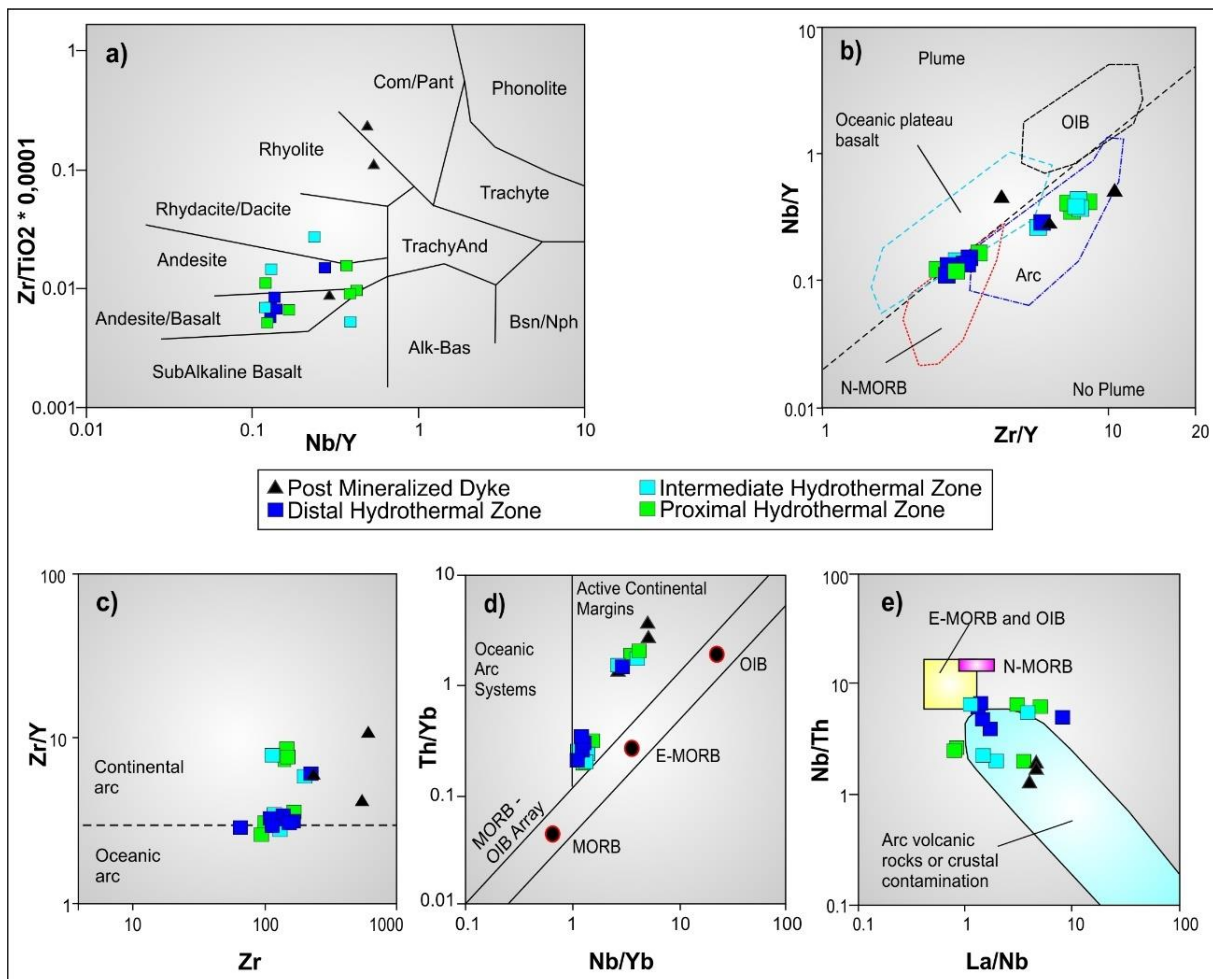 a)
Zr/TiO2 * 0,0001
1
0.1
0.01
0.001
0.01
0.1
1
10
Nb/Y
Com/Pant
Phonolite
Rhyolite
Trachyte
Rhydacite/Dacite
TrachyAnd
Andesite
Andesite/Basalt
Bsn/Nph
Alk-Bas
SubAlkaline Basalt
b)
Nb/Y
10
1
0.1
0.01
1
10
20
Zr/Y
Plume
Oceanic plateau
basalt
OIB
Arc
N-MORB
No Plume
Post Mineralized Dyke
Intermediate Hydrothermal Zone
Distal Hydrothermal Zone
Proximal Hydrothermal Zone
c)
Zr/Y
100
10
1
10
100
1000
Zr
Continental
arc
Oceanic
arc
d)
Th/Yb
10
1
0.1
0.01
0.1
1
10
100
Nb/Yb
Active Continental
Margins
Oceanic
Arc
Systems
OIB
E-MORB
MORB -
OIB Array
MORB
e)
Nb/Th
100
10
1
0.1
0.1
1
10
100
La/Nb
E-MORB and OIB
N-MORB
Arc volcanic
rocks or crustal
contamination